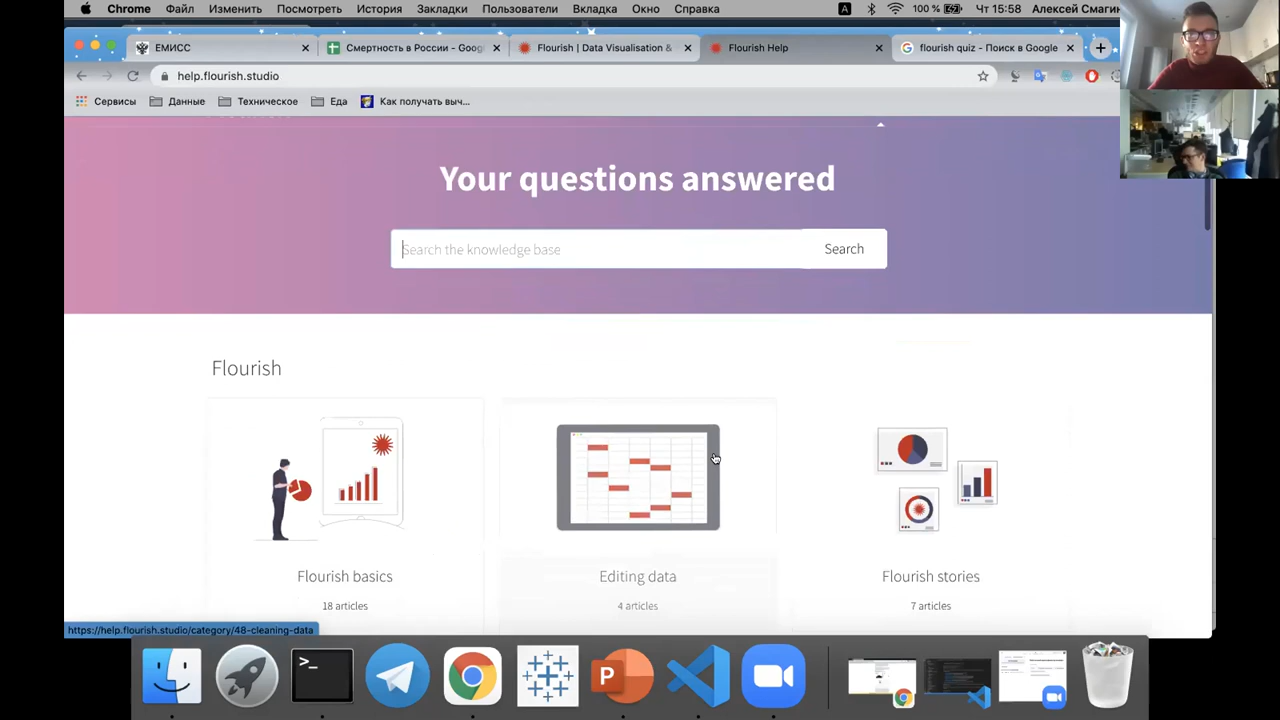 Chrome Файл Изменить Посмотреть История Закладки Пользователи Вкладка Окно Справка A 100 % Чт 15:58 Алексей Смагин
ЕМИСС Смертность в России - Goog Flourish | Data Visualisation & Flourish Help flourish quiz - Поиск в Google
help.flourish.studio
Сервисы Данные Техническое Еда Как получать выч...
Your questions answered
Search the knowledge base Search
Flourish
Flourish basics Editing data Flourish stories
18 articles 4 articles 7 articles
https://help.flourish.studio/category/48-cleaning-data
>_ P